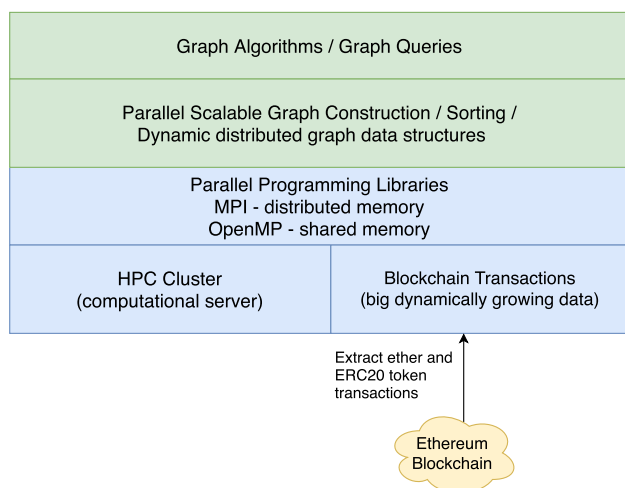 Graph Algorithms / Graph Queries
Parallel Scalable Graph Construction / Sorting /
Dynamic distributed graph data structures
Parallel Programming Libraries
MPI - distributed memory
OpenMP - shared memory
HPC Cluster
(computational server)
Blockchain Transactions
(big dynamically growing data)
Extract ether and
ERC20 token
transactions
Ethereum
Blockchain